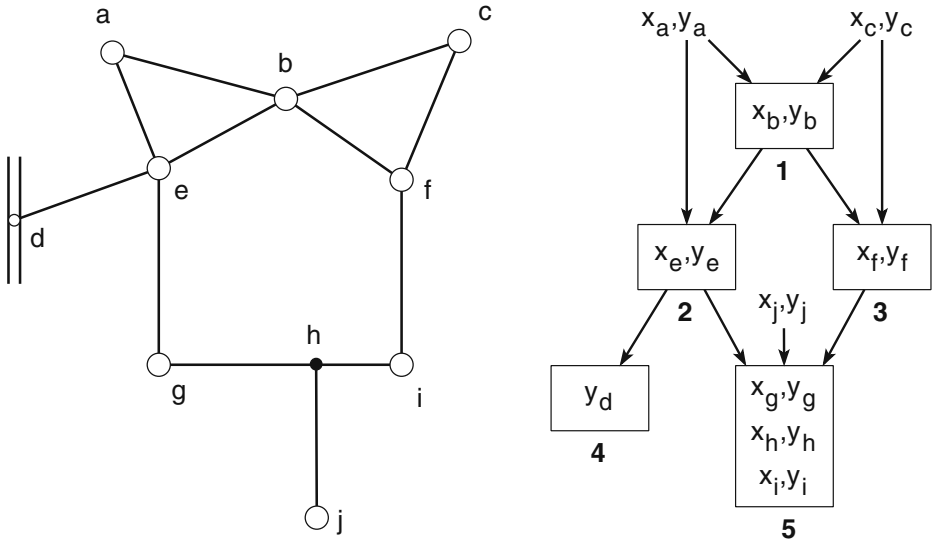 a
b
c
e
f
d
h
g
i
j
x_a,y_a
x_c,y_c
x_b,y_b
1
x_e,y_e
x_f,y_f
2
x_j,y_j
3
y_d
x_g,y_g
x_h,y_h
x_i,y_i
4
5